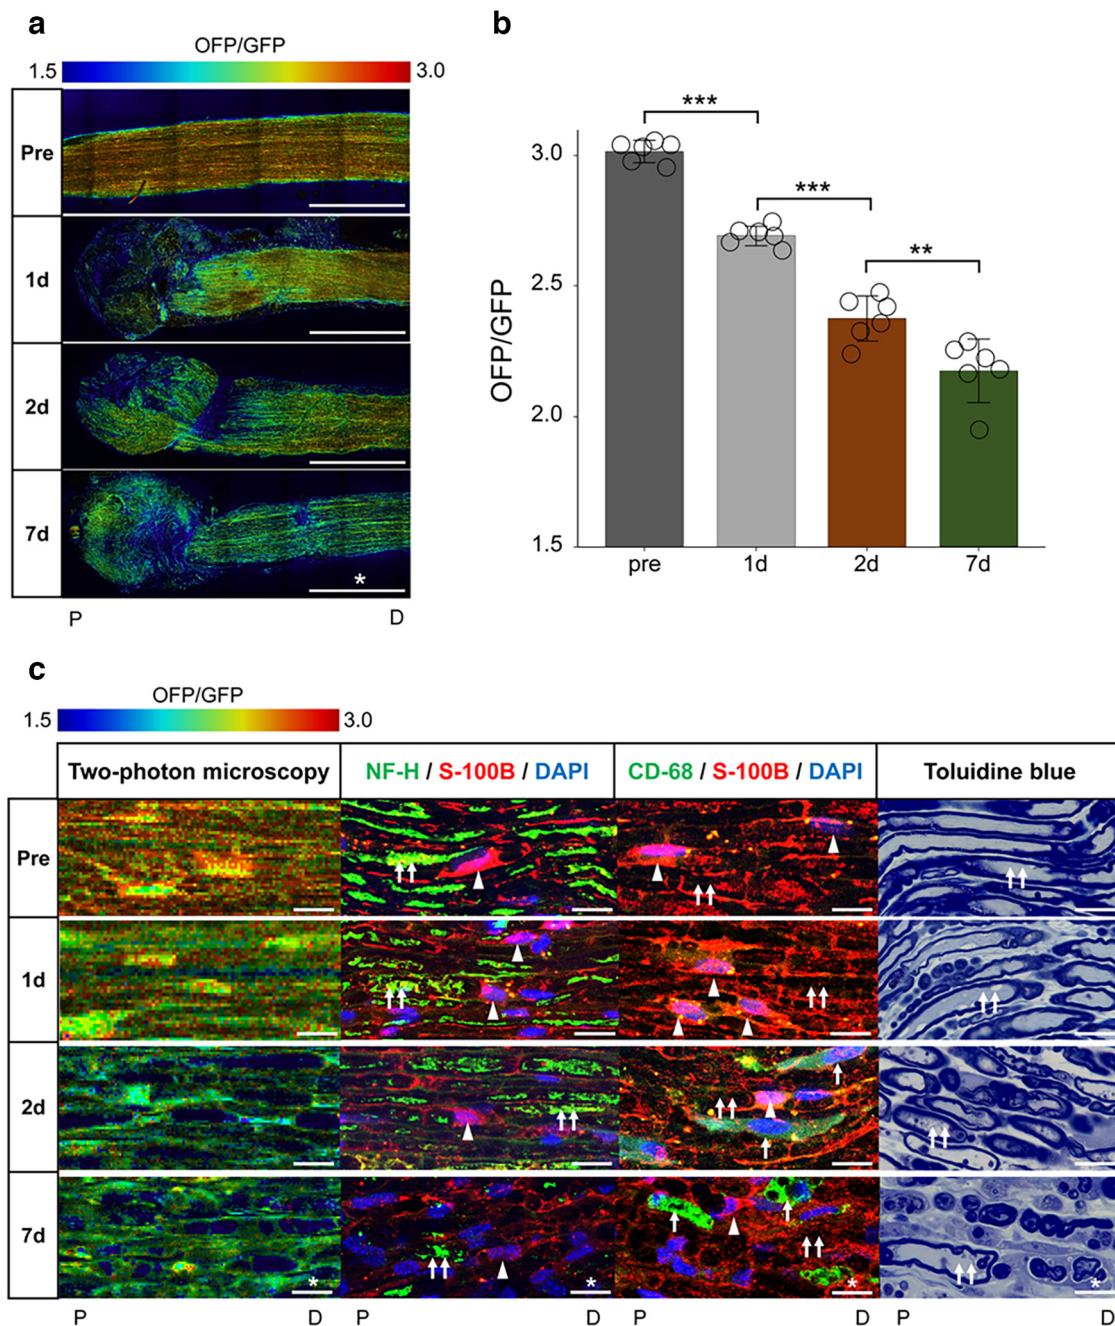 a
OFP/GFP
1.5 3.0
Pre
1d
2d
7d
*
P D
b
OFP/GFP
3.0
2.5
2.0
1.5
***
***
**
pre 1d 2d 7d
c
OFP/GFP
1.5 3.0
Two-photon microscopy NF-H / S-100B / DAPI CD-68 / S-100B / DAPI Toluidine blue
Pre
1d
2d
7d
* * * *
P D P D P D